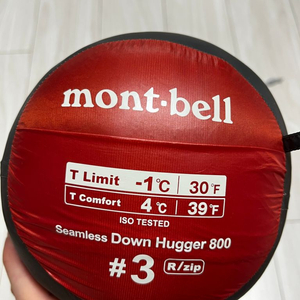 mont·bell
T Limit -1℃ 30°F
T Comfort 4℃ 39°F
ISO TESTED
Seamless Down Hugger 800
#3 R/zip